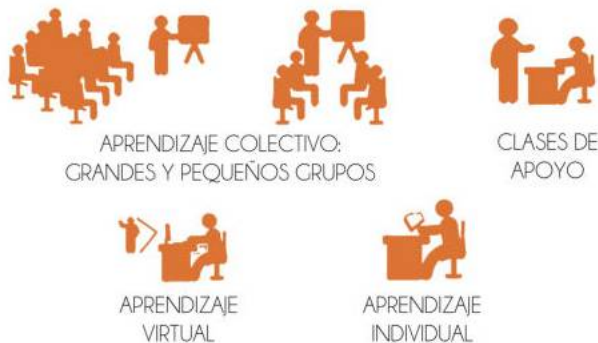 APRENDIZAJE COLECTIVO:
GRANDES Y PEQUEÑOS GRUPOS
CLASES DE
APOYO
APRENDIZAJE
VIRTUAL
APRENDIZAJE
INDIVIDUAL